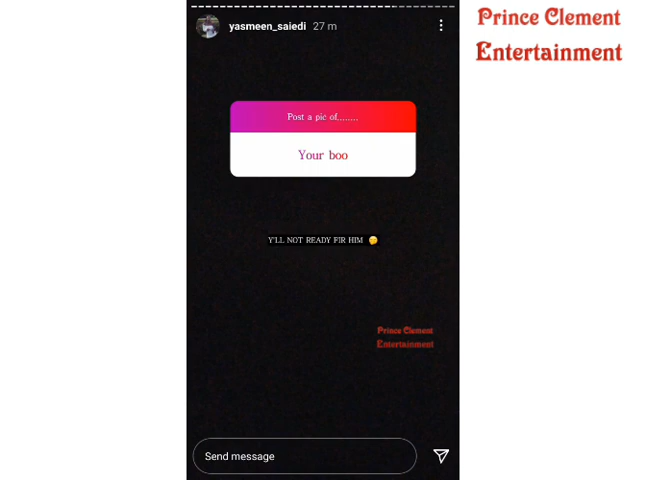 yasmeen_saiedi 27 m
Prince Clement
Entertainment
Post a pic of........
Your boo
Y'LL NOT READY FIR HIM 🤭
Prince Clement
Entertainment
Send message